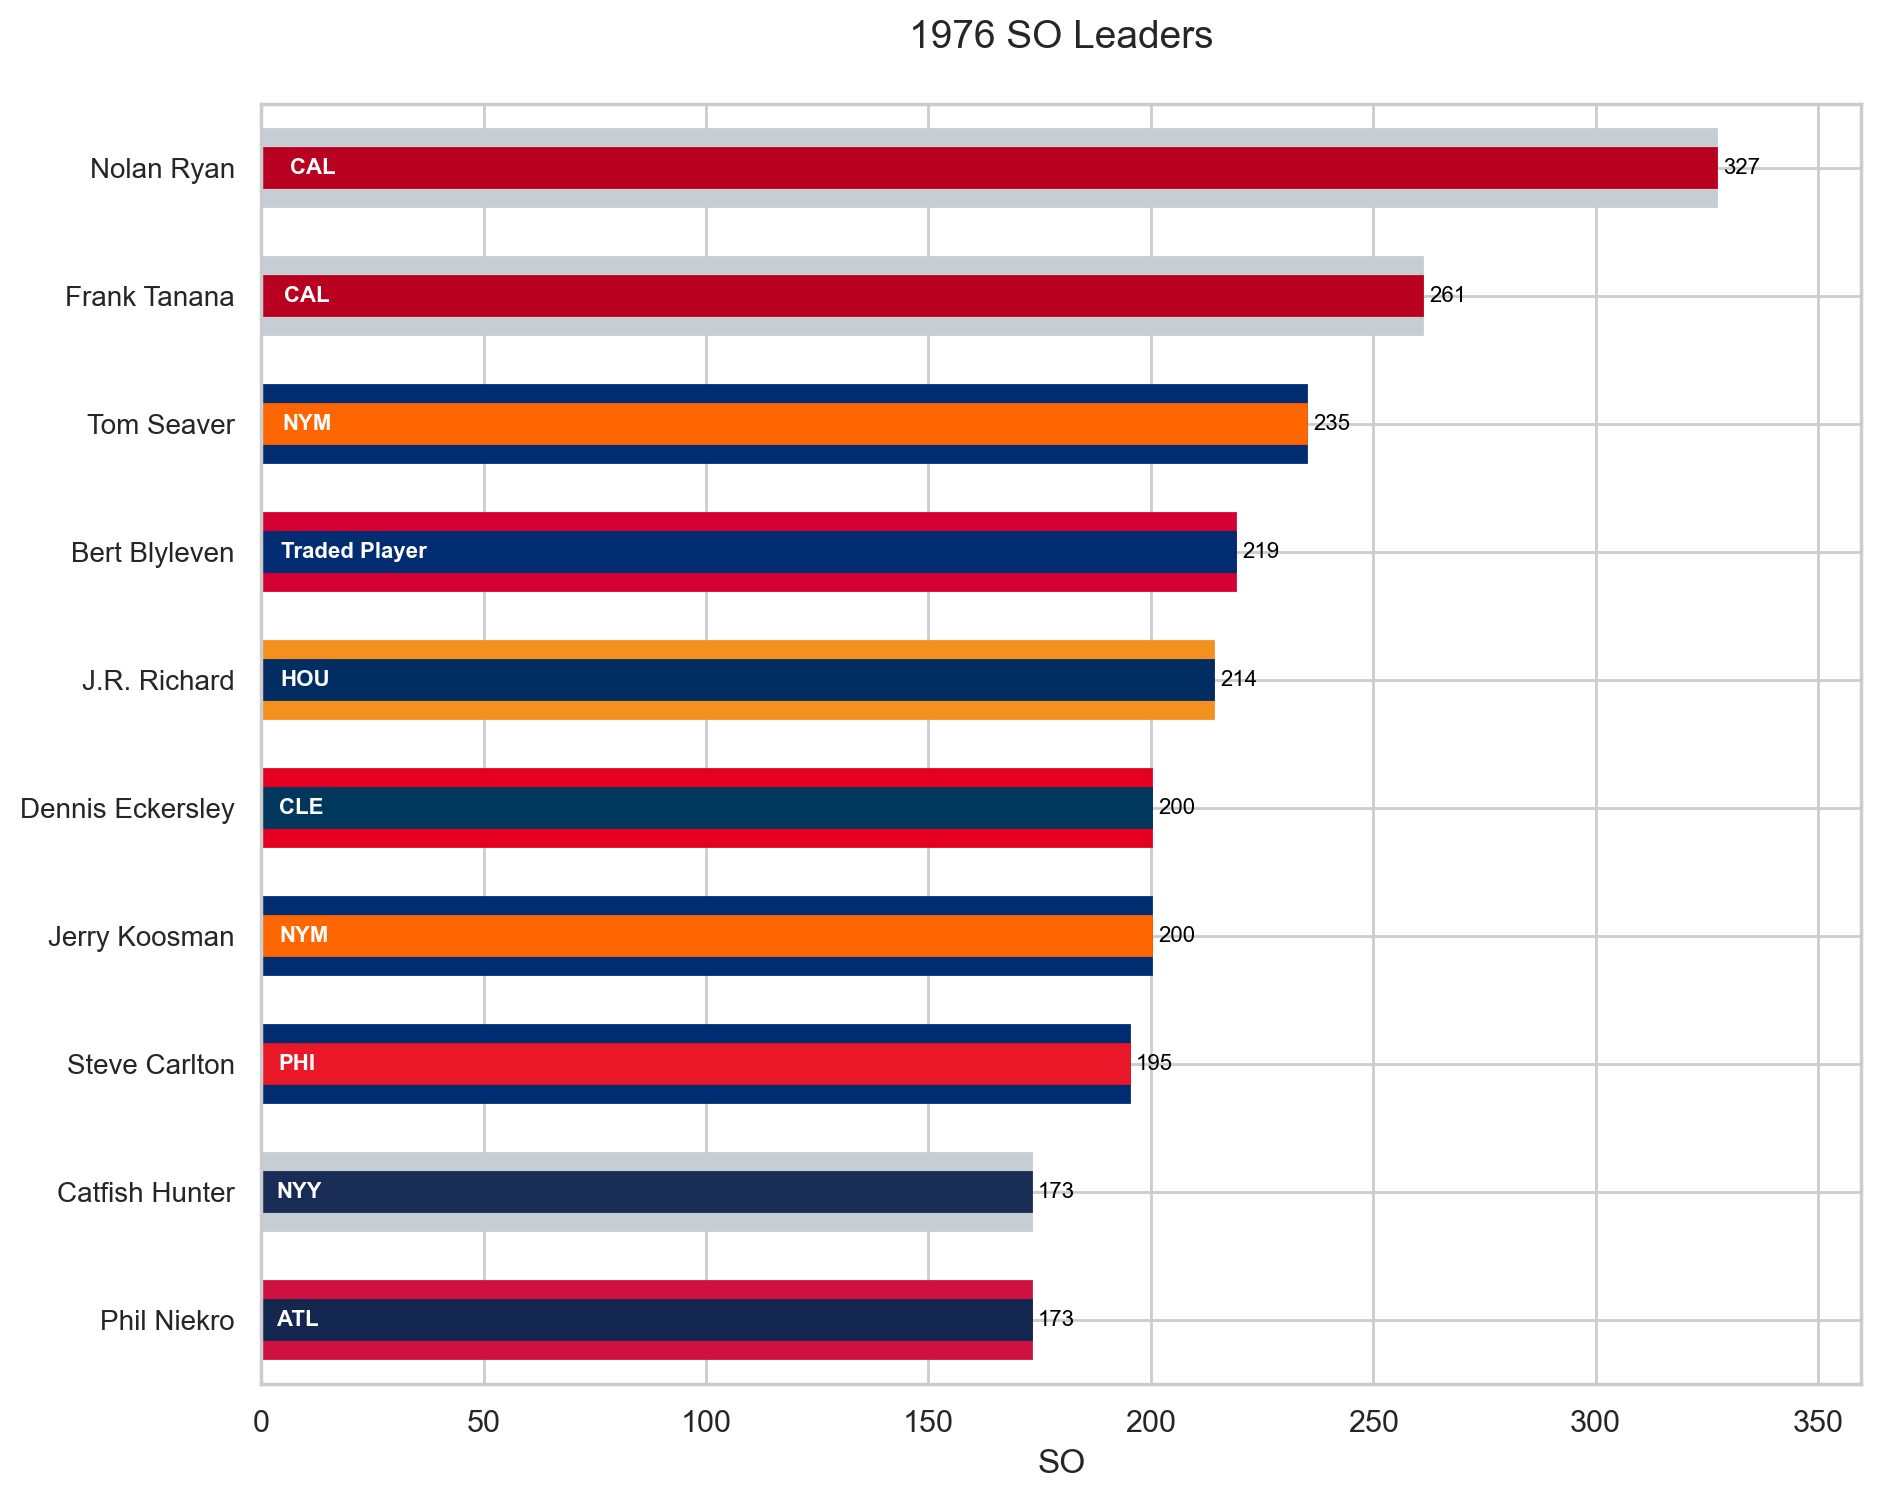 1976 SO Leaders
Nolan Ryan CAL 327
Frank Tanana CAL 261
Tom Seaver NYM 235
Bert Blyleven Traded Player 219
J.R. Richard HOU 214
Dennis Eckersley CLE 200
Jerry Koosman NYM 200
Steve Carlton PHI 195
Catfish Hunter NYY 173
Phil Niekro ATL 173
0 50 100 150 200 250 300 350
SO